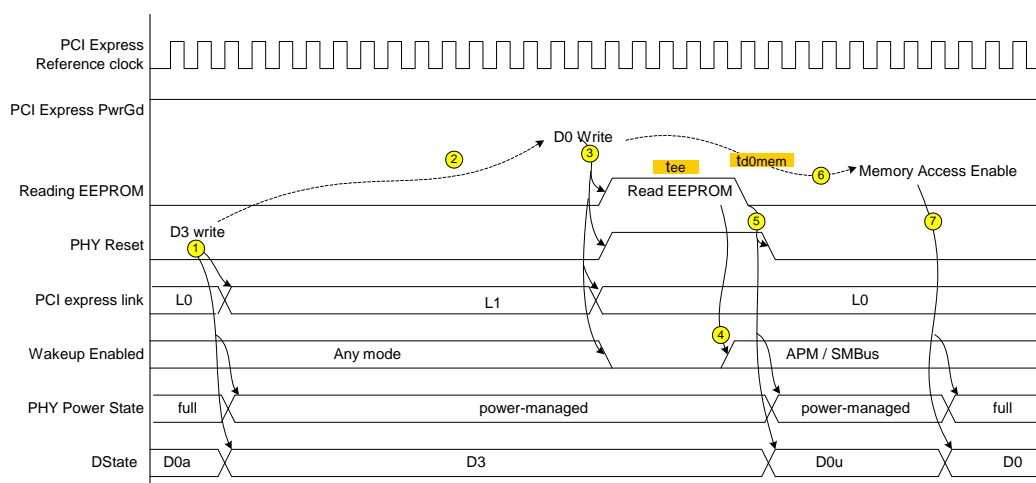 PCI Express
Reference clock
PCI Express PwrGd
D0 Write
2
3
tee
td0mem
6
Memory Access Enable
Reading EEPROM
Read EEPROM
D3 write
5
7
PHY Reset
1
PCI express link
L0
L1
L0
4
Wakeup Enabled
Any mode
APM / SMBus
PHY Power State
full
power-managed
power-managed
full
DState
D0a
D3
D0u
D0